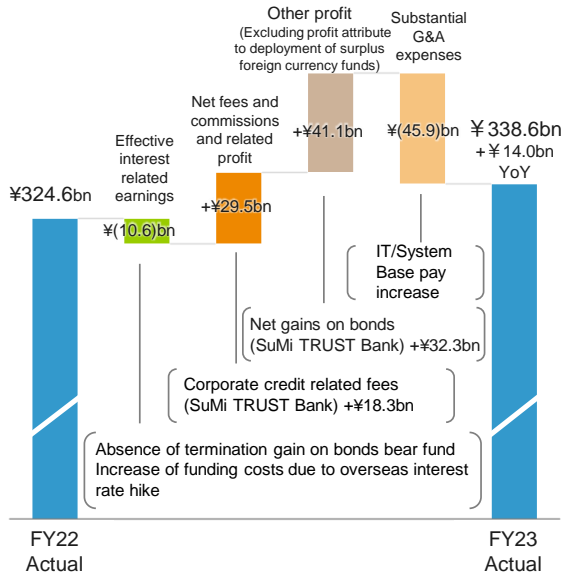 Other profit
(Excluding profit attribute
to deployment of surplus
foreign currency funds)
Substantial
G&A
expenses
Net fees and
commissions
and related
profit
Effective
interest
related
earnings
¥324.6bn
¥(10.6)bn
+¥29.5bn
+¥41.1bn
¥(45.9)bn
¥338.6bn
+¥14.0bn
YoY
IT/System
Base pay
increase
Net gains on bonds
(SuMi TRUST Bank) +¥32.3bn
Corporate credit related fees
(SuMi TRUST Bank) +¥18.3bn
Absence of termination gain on bonds bear fund
Increase of funding costs due to overseas interest
rate hike
FY22
Actual
FY23
Actual